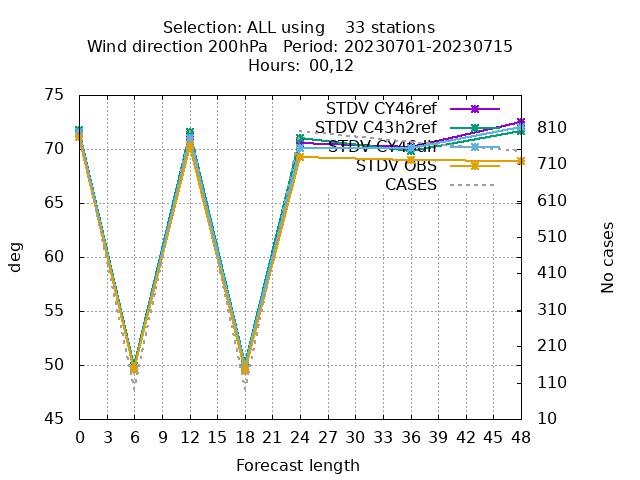 Selection: ALL using 33 stations
Wind direction 200hPa Period: 20230701-20230715
Hours: 00,12
75
70
65
60
55
50
45
deg
STDV CY46ref
STDV C43h2ref
STDV OBS
CASES
810
710
610
510
410
310
210
110
10
No cases
0 3 6 9 12 15 18 21 24 27 30 33 36 39 42 45 48
Forecast length